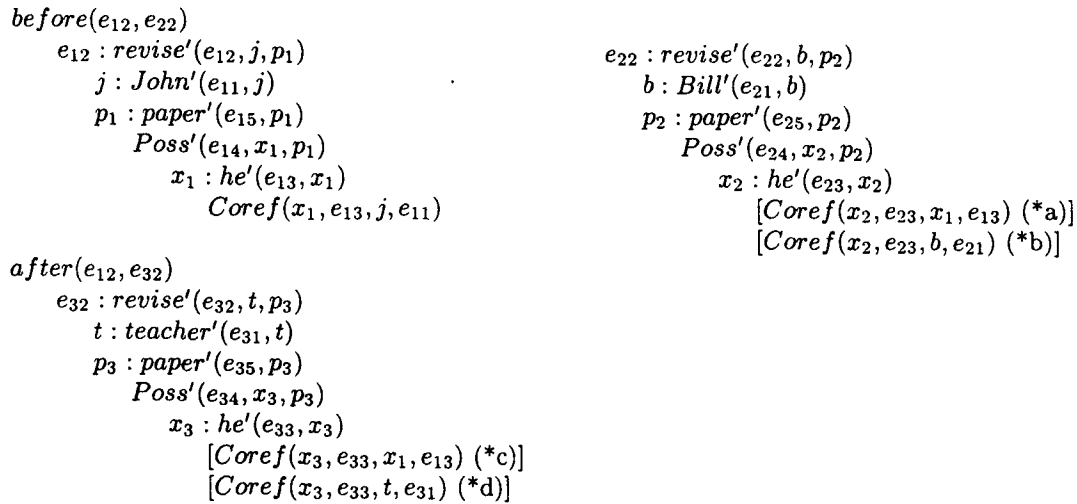 before(e₁₂, e₂₂)
e₁₂ : revise′(e₁₂, j, p₁)
j : John′(e₁₁, j)
p₁ : paper′(e₁₅, p₁)
Poss′(e₁₄, x₁, p₁)
x₁ : he′(e₁₃, x₁)
Coref(x₁, e₁₃, j, e₁₁)
e₂₂ : revise′(e₂₂, b, p₂)
b : Bill′(e₂₁, b)
p₂ : paper′(e₂₅, p₂)
Poss′(e₂₄, x₂, p₂)
x₂ : he′(e₂₃, x₂)
[Coref(x₂, e₂₃, x₁, e₁₃) (*a)]
[Coref(x₂, e₂₃, b, e₂₁) (*b)]
after(e₁₂, e₃₂)
e₃₂ : revise′(e₃₂, t, p₃)
t : teacher′(e₃₁, t)
p₃ : paper′(e₃₅, p₃)
Poss′(e₃₄, x₃, p₃)
x₃ : he′(e₃₃, x₃)
[Coref(x₃, e₃₃, x₁, e₁₃) (*c)]
[Coref(x₃, e₃₃, t, e₃₁) (*d)]